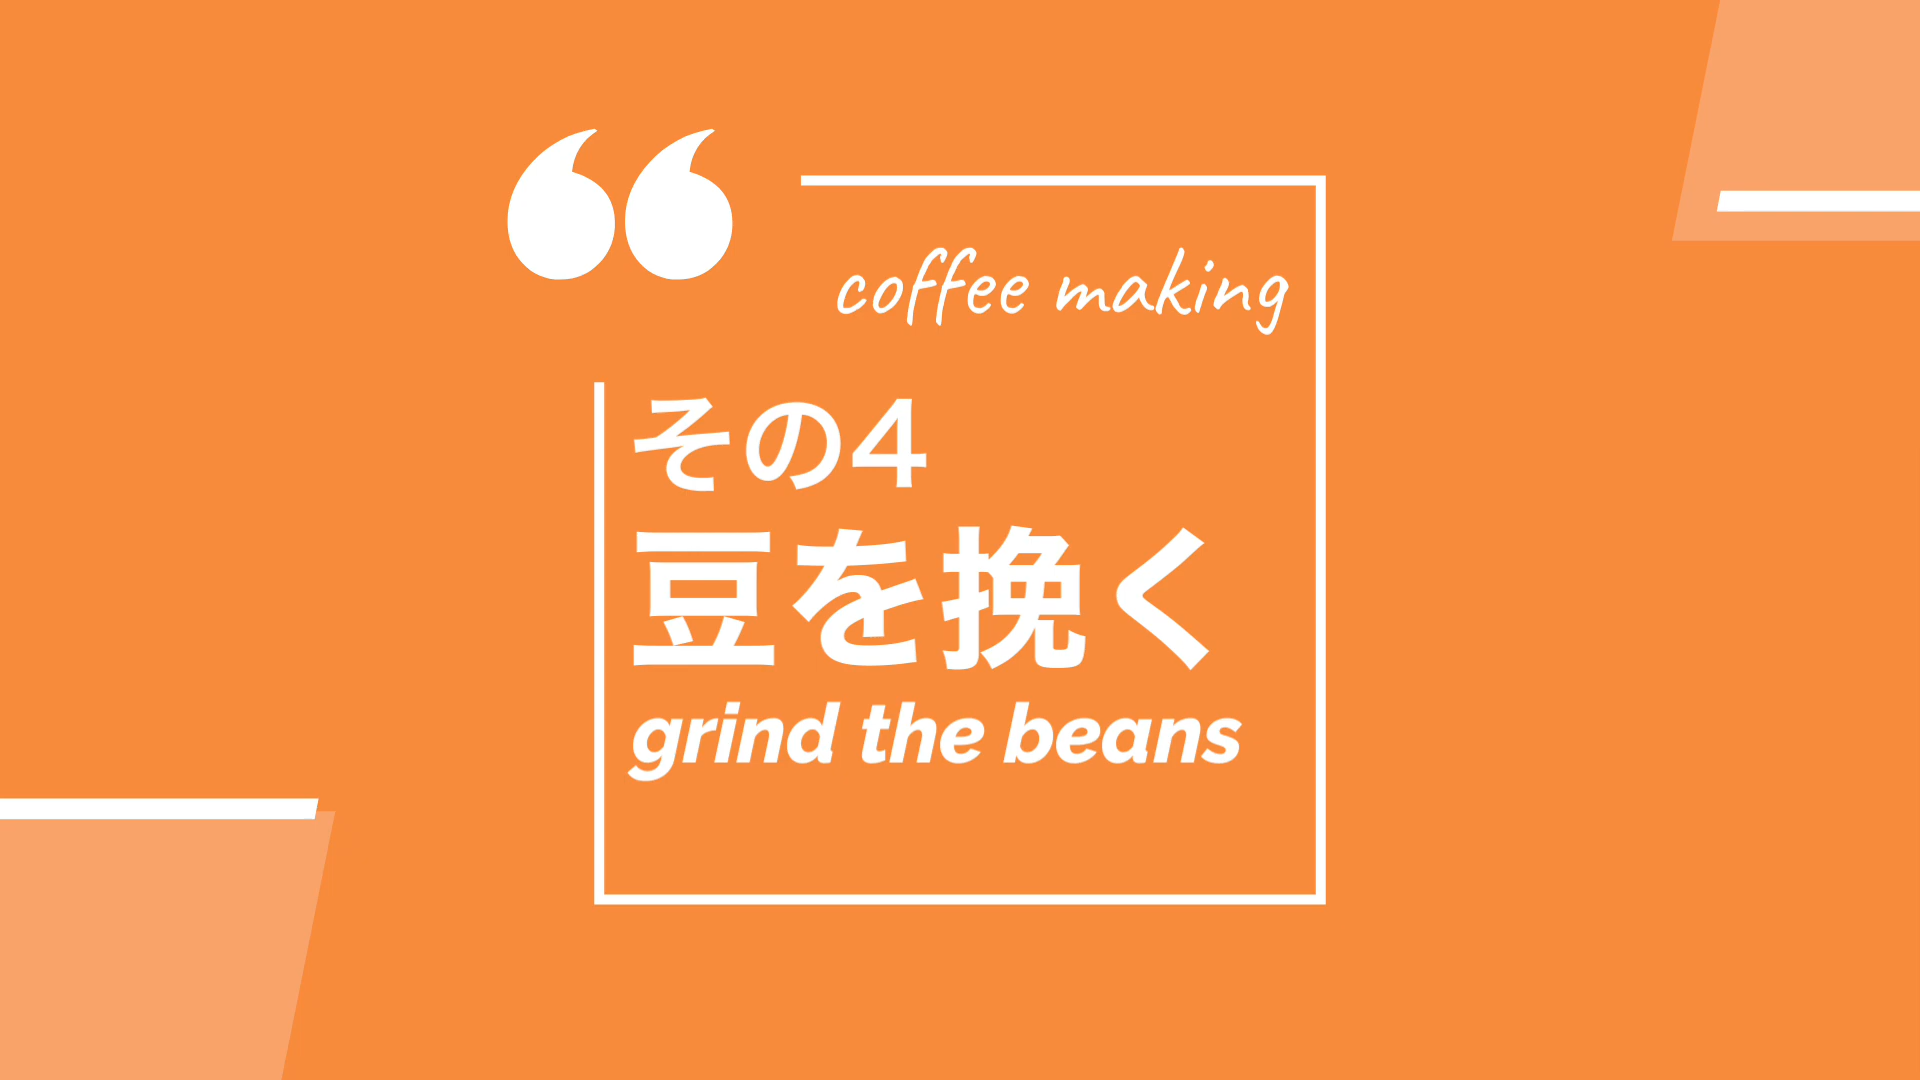 coffee making
その4
豆を挽く
grind the beans